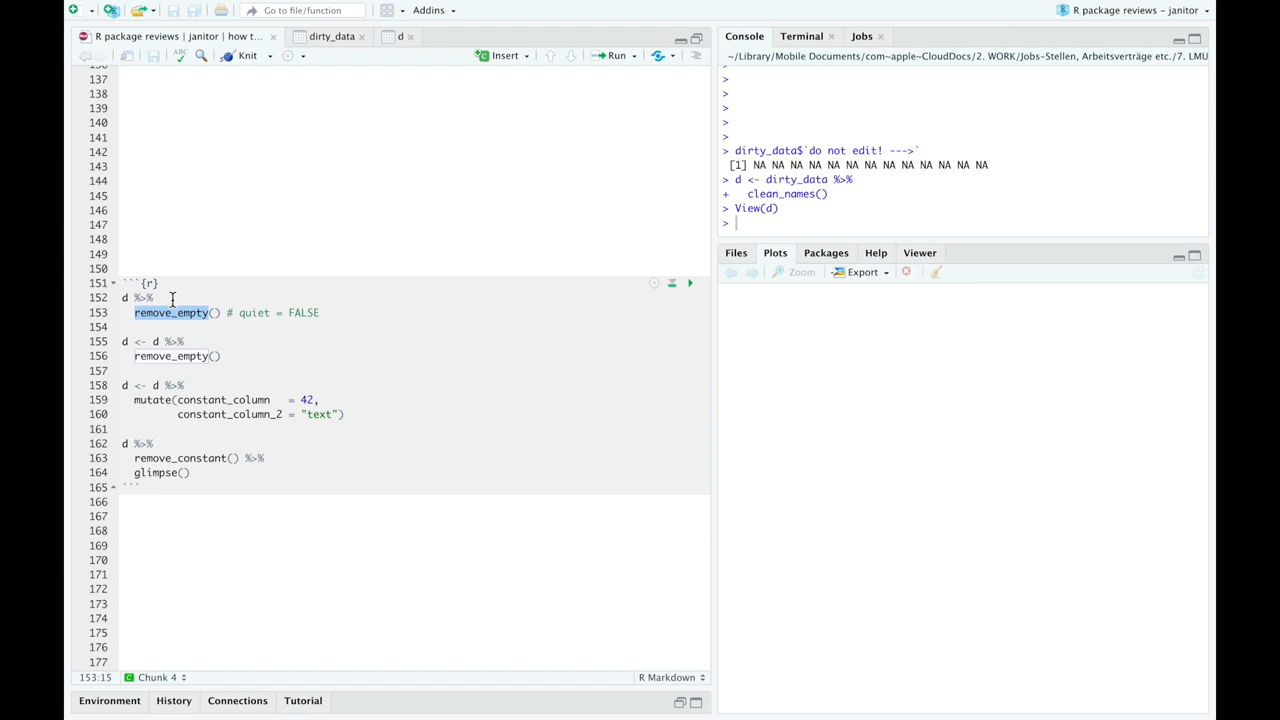 Go to file/function
Addins
R package reviews - janitor
R package reviews | janitor | how t...
dirty_data
d
Knit
Insert
Run
137
138
139
140
141
142
143
144
145
146
147
148
149
150
151 ```{r}
152 d %>%
153 remove_empty() # quiet = FALSE
154
155 d <- d %>%
156 remove_empty()
157
158 d <- d %>%
159 mutate(constant_column = 42,
160 constant_column_2 = "text")
161
162 d %>%
163 remove_constant() %>%
164 glimpse()
165 ```
166
167
168
169
170
171
172
173
174
175
176
177
153:15 Chunk 4 R Markdown
Environment History Connections Tutorial
Console Terminal Jobs
~/Library/Mobile Documents/com~apple~CloudDocs/2. WORK/Jobs-Stellen, Arbeitsverträge etc./7. LMU
>
>
>
>
>
> dirty_data$`do not edit! --->`
[1] NA NA NA NA NA NA NA NA NA NA NA NA NA
> d <- dirty_data %>%
+ clean_names()
> View(d)
>
Files Plots Packages Help Viewer
Zoom Export